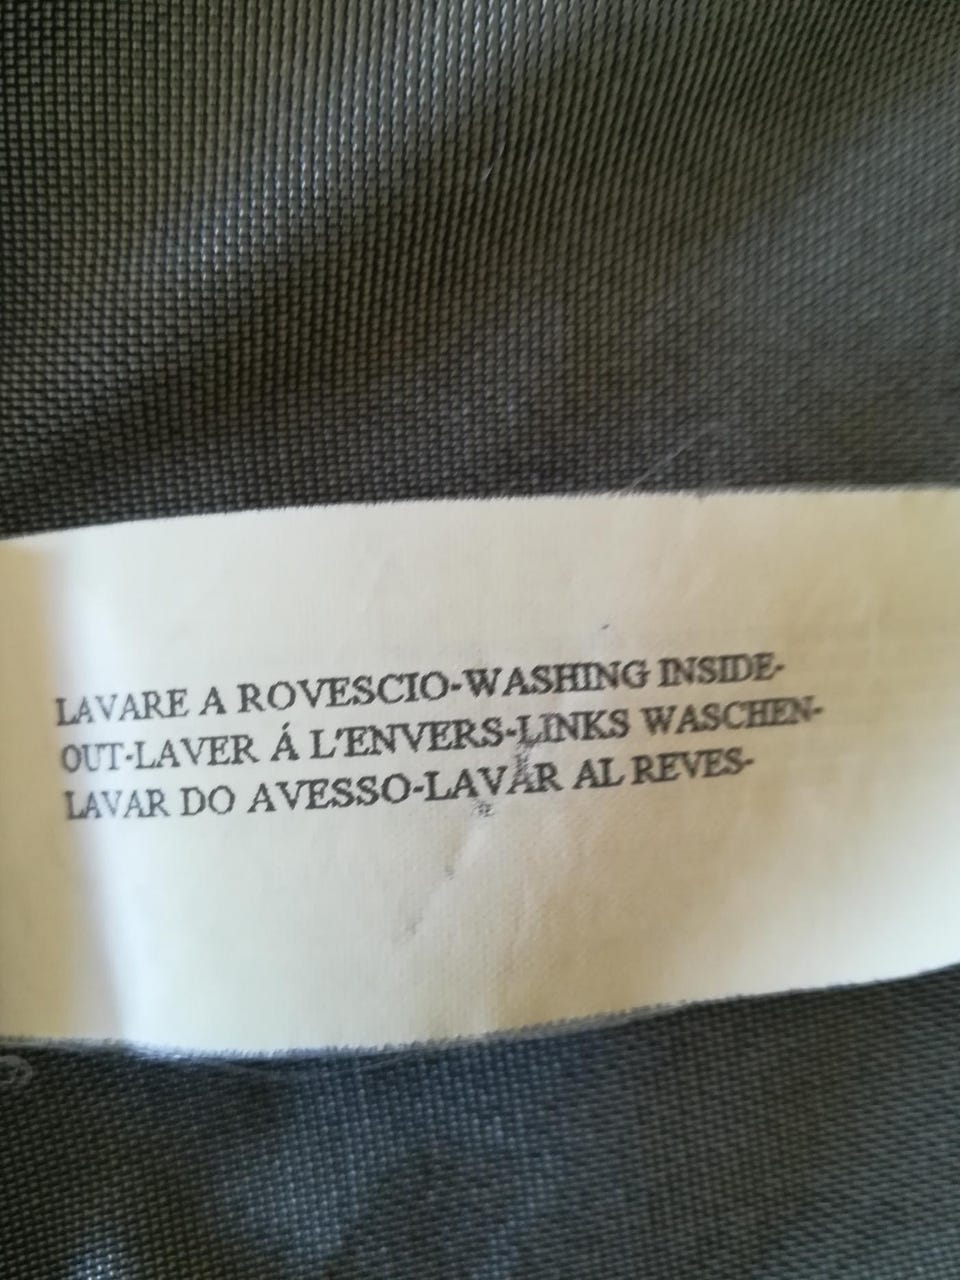 LAVARE A ROVESCIO-WASHING INSIDE-
OUT-LAVER Á L'ENVERS-LINKS WASCHEN-
LAVAR DO AVESSO-LAVAR AL REVES-